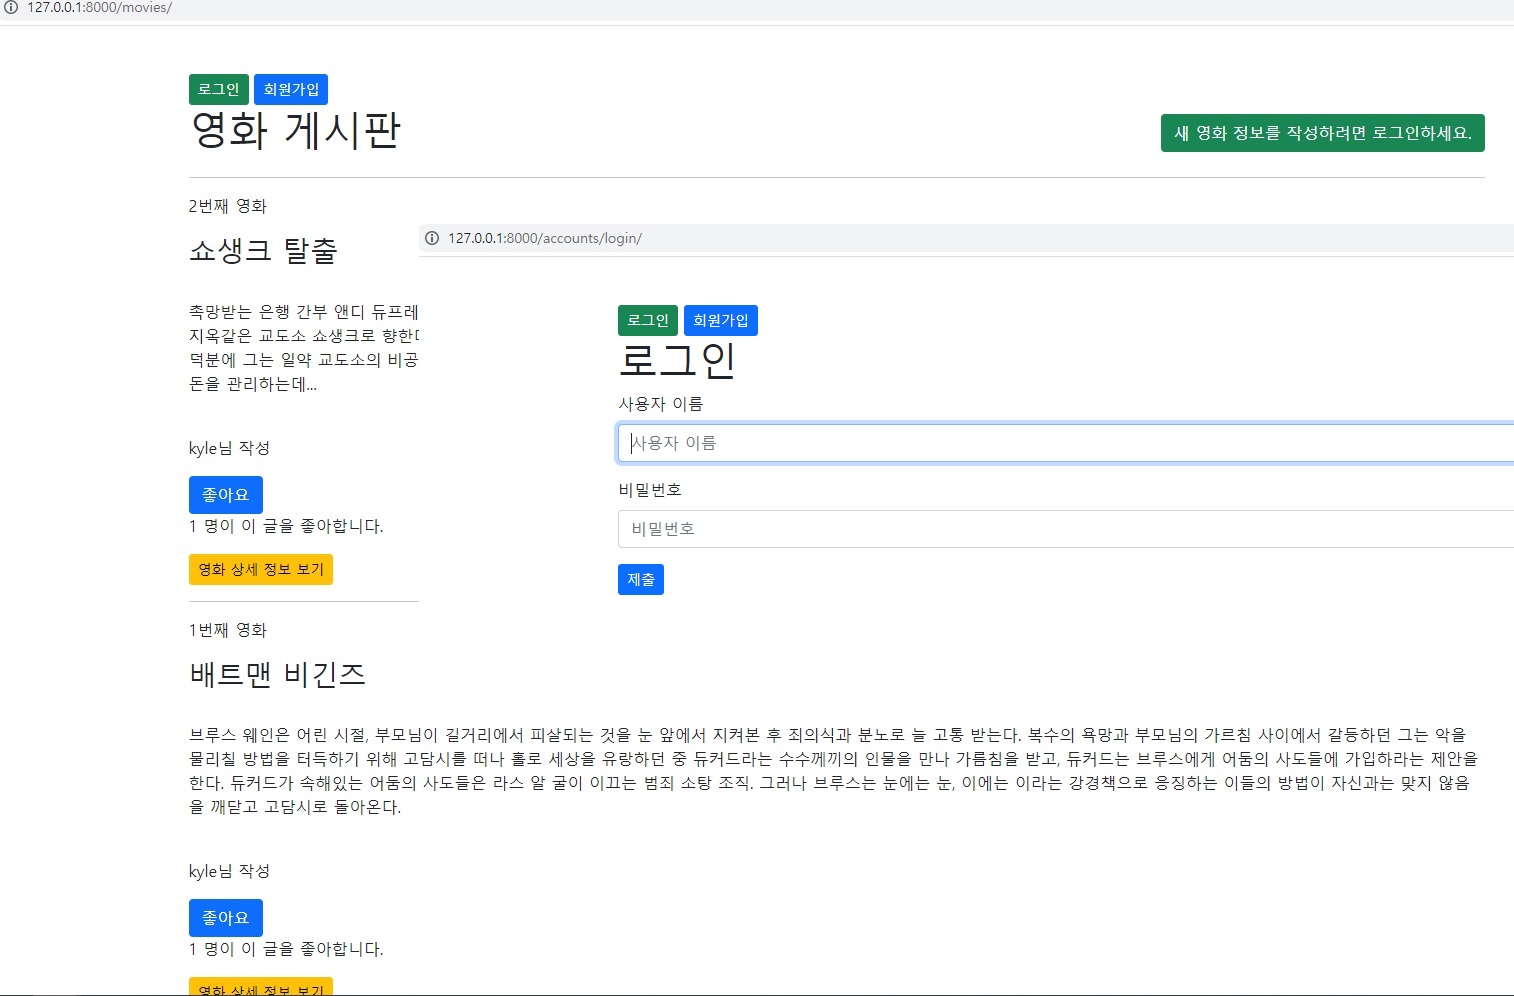 127.0.0.1:8000/movies/
로그인 회원가입
영화 게시판
새 영화 정보를 작성하려면 로그인하세요.
2번째 영화
쇼생크 탈출
촉망받는 은행 간부 앤디 듀프레
지옥같은 교도소 쇼생크로 향한
덕분에 그는 일약 교도소의 비공
돈을 관리하는데...
kyle님 작성
좋아요
1 명이 이 글을 좋아합니다.
영화 상세 정보 보기
127.0.0.1:8000/accounts/login/
로그인 회원가입
로그인
사용자 이름
사용자 이름
비밀번호
비밀번호
제출
1번째 영화
배트맨 비긴즈
브루스 웨인은 어린 시절, 부모님이 길거리에서 피살되는 것을 눈 앞에서 지켜본 후 죄의식과 분노로 늘 고통 받는다. 복수의 욕망과 부모님의 가르침 사이에서 갈등하던 그는 악을
물리칠 방법을 터득하기 위해 고담시를 떠나 홀로 세상을 유랑하던 중 듀커드라는 수수께끼의 인물을 만나 가름침을 받고, 듀커드는 브루스에게 어둠의 사도들에 가입하라는 제안을
한다. 듀커드가 속해있는 어둠의 사도들은 라스 알 굴이 이끄는 범죄 소탕 조직. 그러나 브루스는 눈에는 눈, 이에는 이라는 강경책으로 응징하는 이들의 방법이 자신과는 맞지 않음
을 깨닫고 고담시로 돌아온다.
kyle님 작성
좋아요
1 명이 이 글을 좋아합니다.
영화 상세 정보 보기